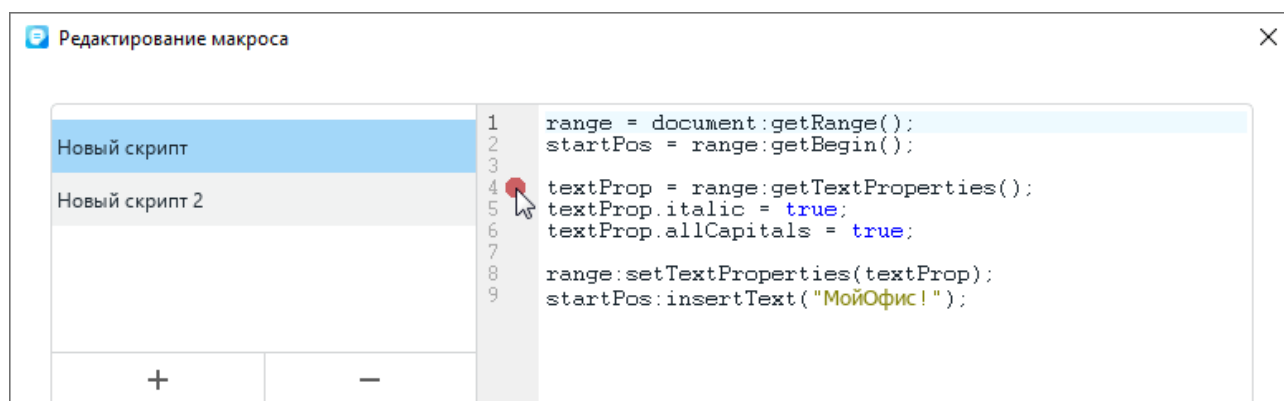 Редактирование макроса
Новый скрипт
Новый скрипт 2
1 range = document:getRange();
2 startPos = range:getBegin();
3
4 textProp = range:getTextProperties();
5 textProp.italic = true;
6 textProp.allCapitals = true;
7
8 range:setTextProperties(textProp);
9 startPos:insertText("МойОфис!");